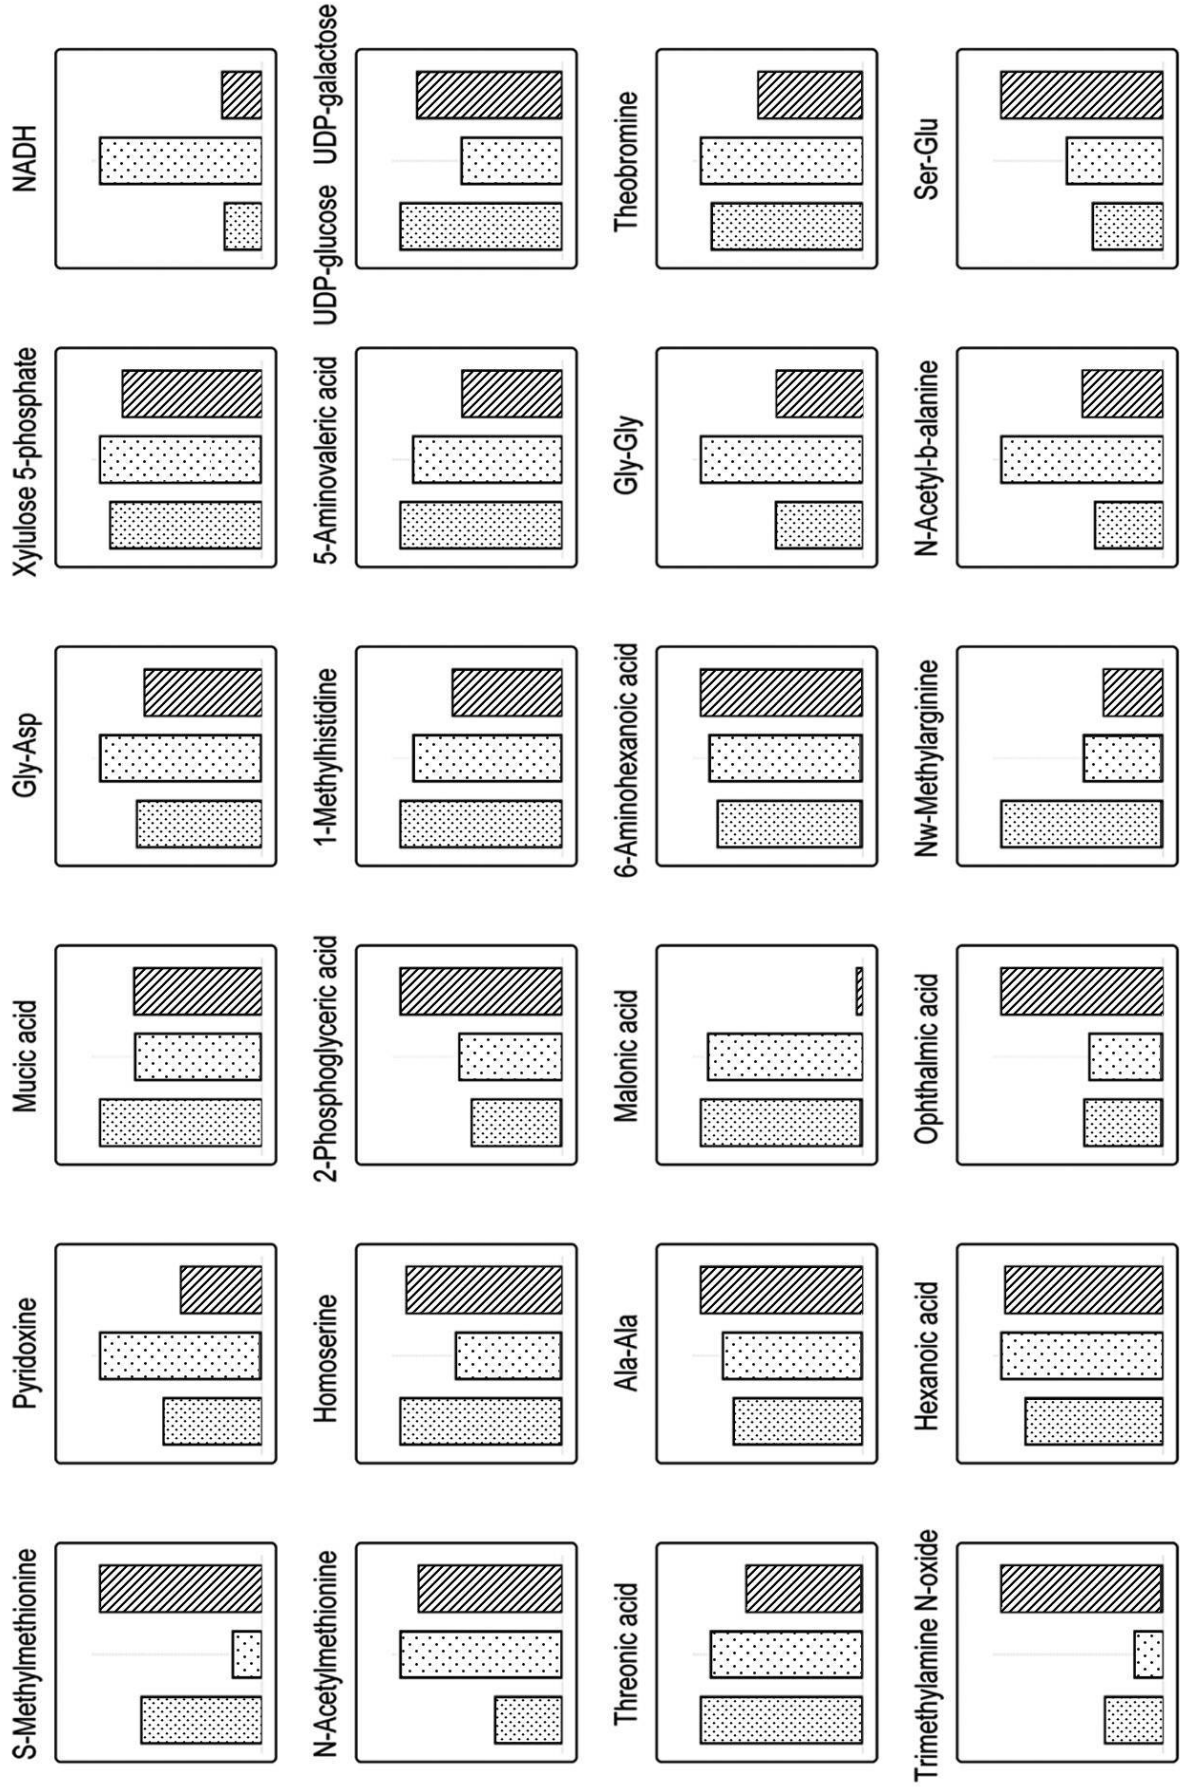 S-Methylmethionine
Pyridoxine
Mucic acid
Gly-Asp
Xylulose 5-phosphate
NADH
N-Acetylmethionine
Homoserine
2-Phosphoglyceric acid
1-Methylhistidine
5-Aminovaleric acid
UDP-glucose UDP-galactose
Threonic acid
Ala-Ala
Malonic acid
6-Aminohexanoic acid
Gly-Gly
Theobromine
Trimethylamine N-oxide
Hexanoic acid
Ophthalmic acid
Nw-Methylarginine
N-Acetyl-b-alanine
Ser-Glu